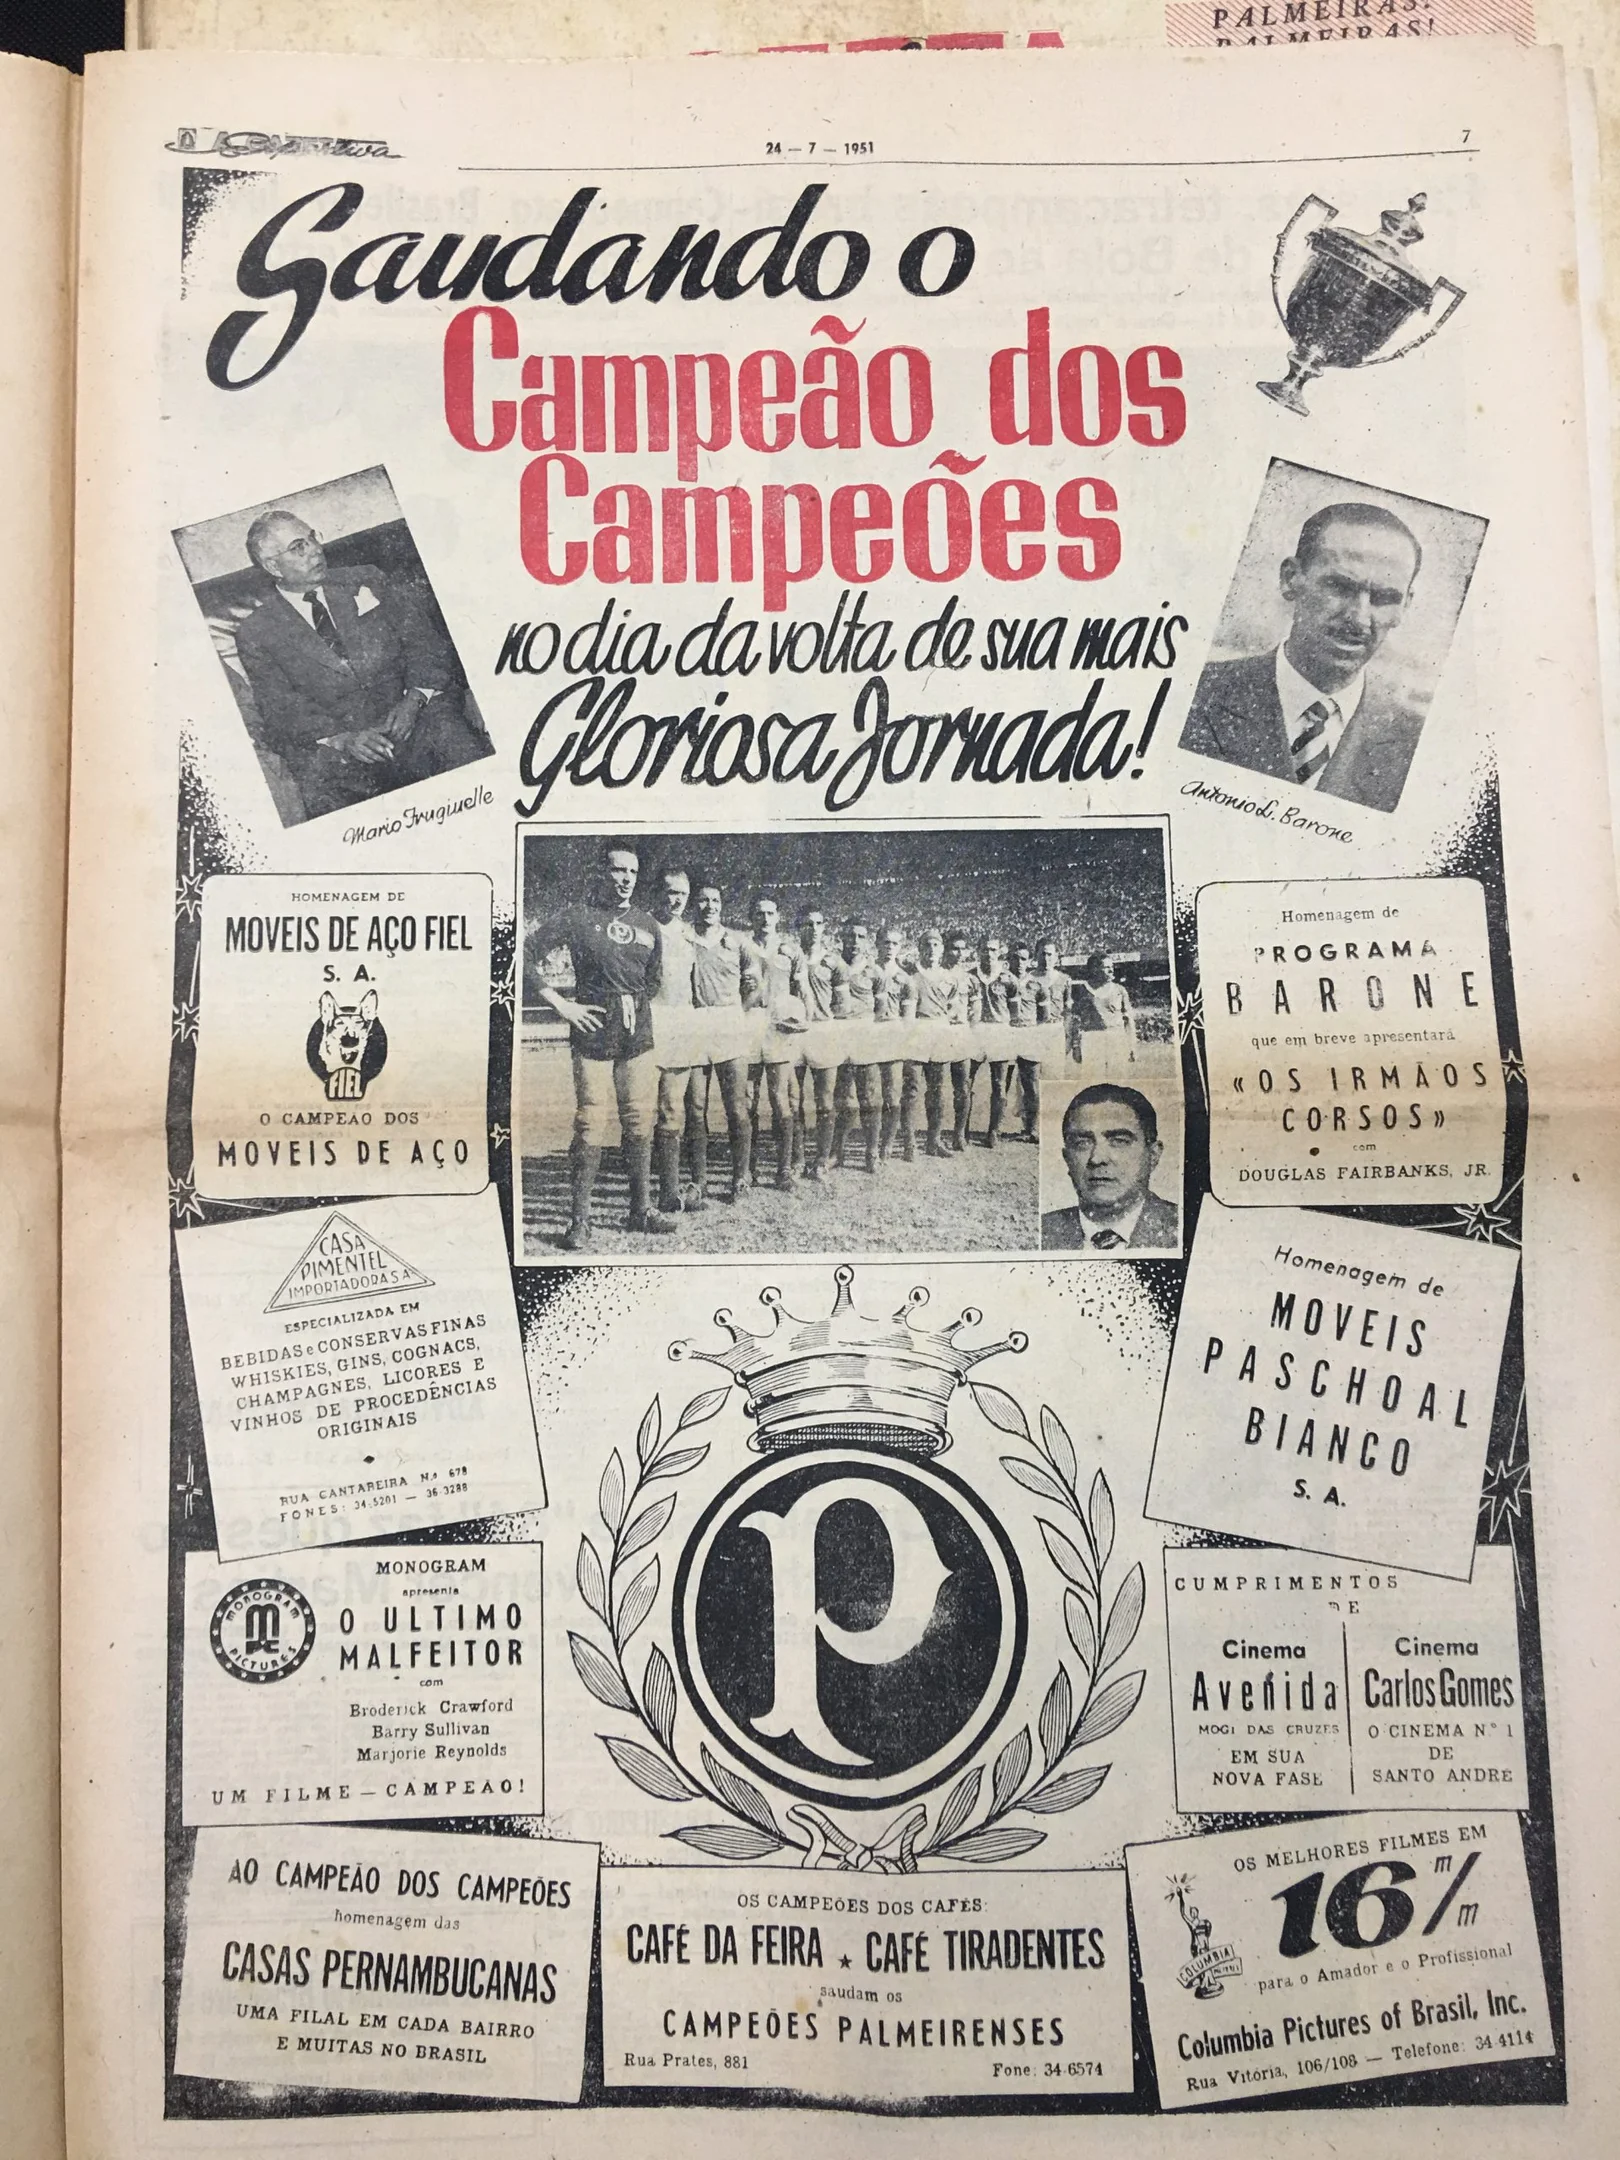 PALMEIRAS!
PALMEIRAS!
24 — 7 — 1951
7
Saudando o
Campeão dos
Campeões
no dia da volta de sua mais
Gloriosa Jornada!
Mario Frugiuelle
Antonio L. Barone
HOMENAGEM DE
MOVEIS DE AÇO FIEL
S. A.
FIEL
O CAMPEÃO DOS
MOVEIS DE AÇO
P
Homenagem de
PROGRAMA
BARONE
que em breve apresentará
«OS IRMÃOS
CORSOS»
com
DOUGLAS FAIRBANKS, JR.
CASA
PIMENTEL
IMPORTADORA S A
ESPECIALIZADA EM
BEBIDAS e CONSERVAS FINAS
WHISKIES, GINS, COGNACS,
CHAMPAGNES, LICORES E
VINHOS DE PROCEDÊNCIAS
ORIGINAIS
RUA CANTAREIRA N.º 678
FONES: 34-5201 — 36-3288
Homenagem de
MOVEIS
PASCHOAL
BIANCO
S. A.
P
MONOGRAM
PICTURES
MONOGRAM
apresenta
O ULTIMO
MALFEITOR
com
Broderick Crawford
Barry Sullivan
Marjorie Reynolds
UM FILME — CAMPEÃO!
CUMPRIMENTOS
DE
Cinema
Avenida
MOGI DAS CRUZES
EM SUA
NOVA FASE
Cinema
Carlos Gomes
O CINEMA N° 1
DE
SANTO ANDRÉ
AO CAMPEÃO DOS CAMPEÕES
homenagem das
CASAS PERNAMBUCANAS
UMA FILAL EM CADA BAIRRO
E MUITAS NO BRASIL
OS CAMPEÕES DOS CAFÉS:
CAFÉ DA FEIRA ★ CAFÉ TIRADENTES
saudam os
CAMPEÕES PALMEIRENSES
Rua Prates, 881
Fone: 34-6574
OS MELHORES FILMES EM
16 m/m
para o Amador e o Profissional
COLUMBIA
Columbia Pictures of Brasil, Inc.
Rua Vitória, 106/108 — Telefone: 34-4114